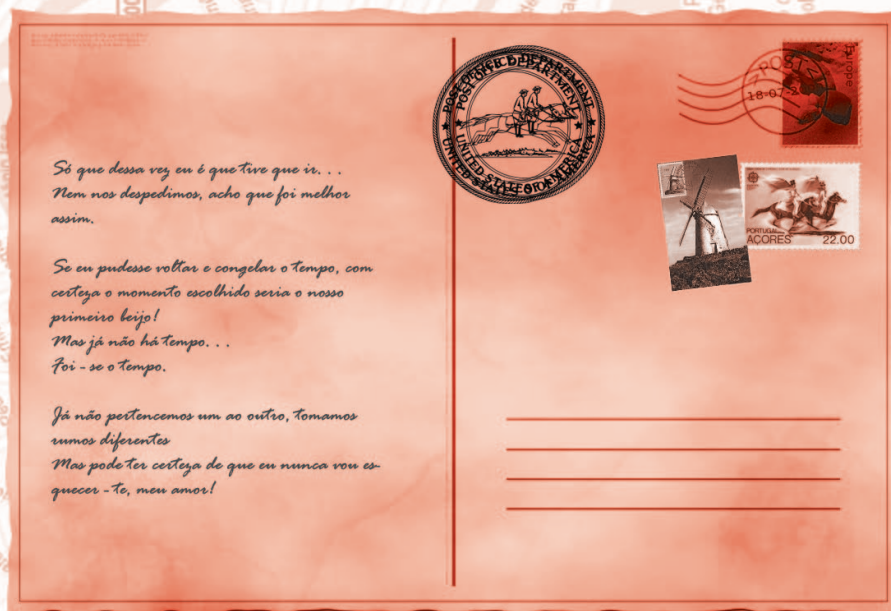 Só que dessa vez eu é que tive que ir. . .
Nem nos despedimos, acho que foi melhor
assim.
Se eu pudesse voltar e congelar o tempo, com
certeza o momento escolhido seria o nosso
primeiro beijo!
Mas já não há tempo. . .
Foi - se o tempo.
Já não pertencemos um ao outro, tomamos
rumos diferentes
Mas pode ter certeza de que eu nunca vou es-
quecer - te, meu amor!
POST OFFICE DEPARTMENT
UNITED STATES OF AMERICA
POST
18-07-2
Europe
PORTUGAL
AÇORES 22.00